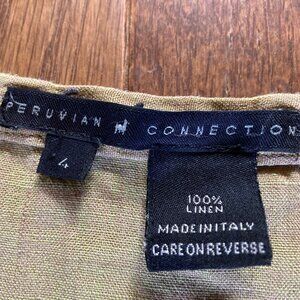 PERUVIAN CONNECTION
4
100%
LINEN
MADE IN ITALY
CARE ON REVERSE